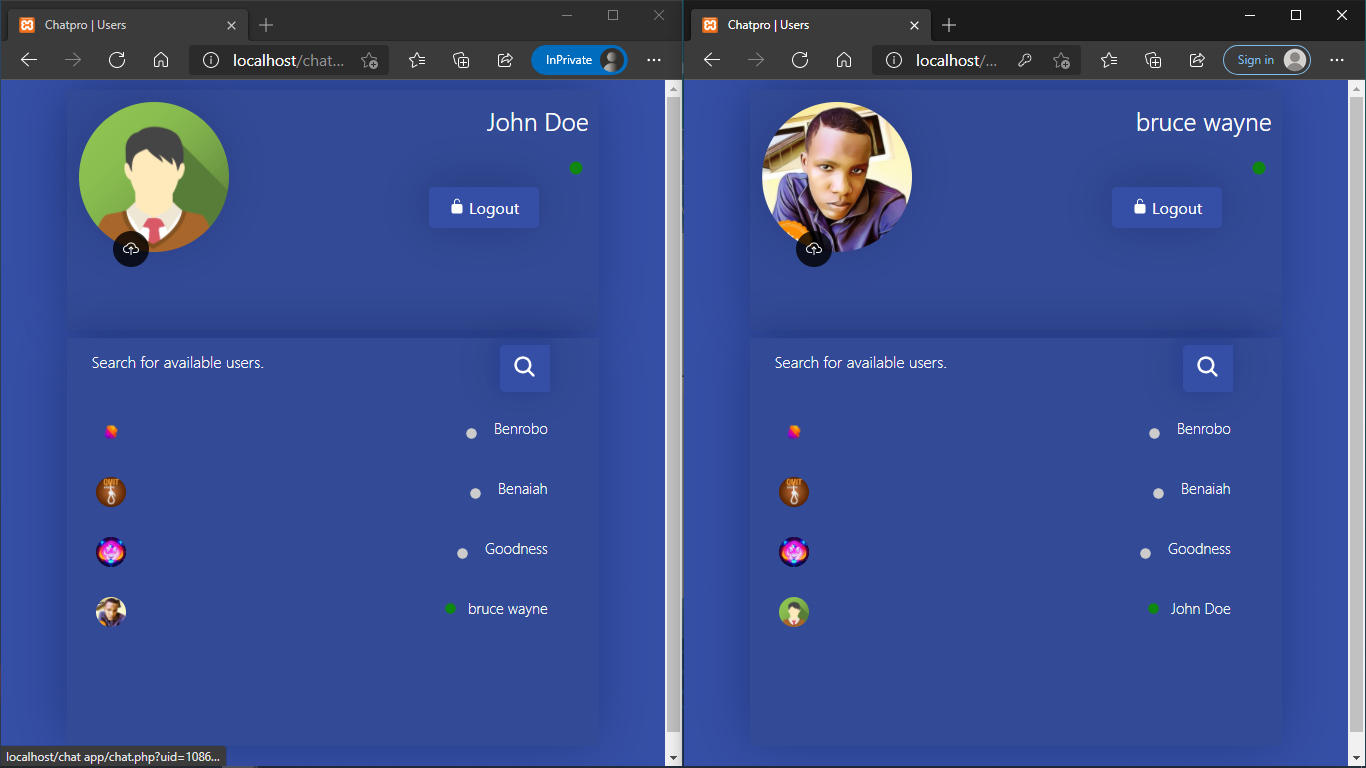 Chatpro | Users
localhost/chat...
InPrivate
John Doe
Logout
Search for available users.
Benrobo
Benaiah
Goodness
bruce wayne
localhost/chat app/chat.php?uid=1086...
Chatpro | Users
localhost/...
Sign in
bruce wayne
Logout
Search for available users.
Benrobo
Benaiah
Goodness
John Doe